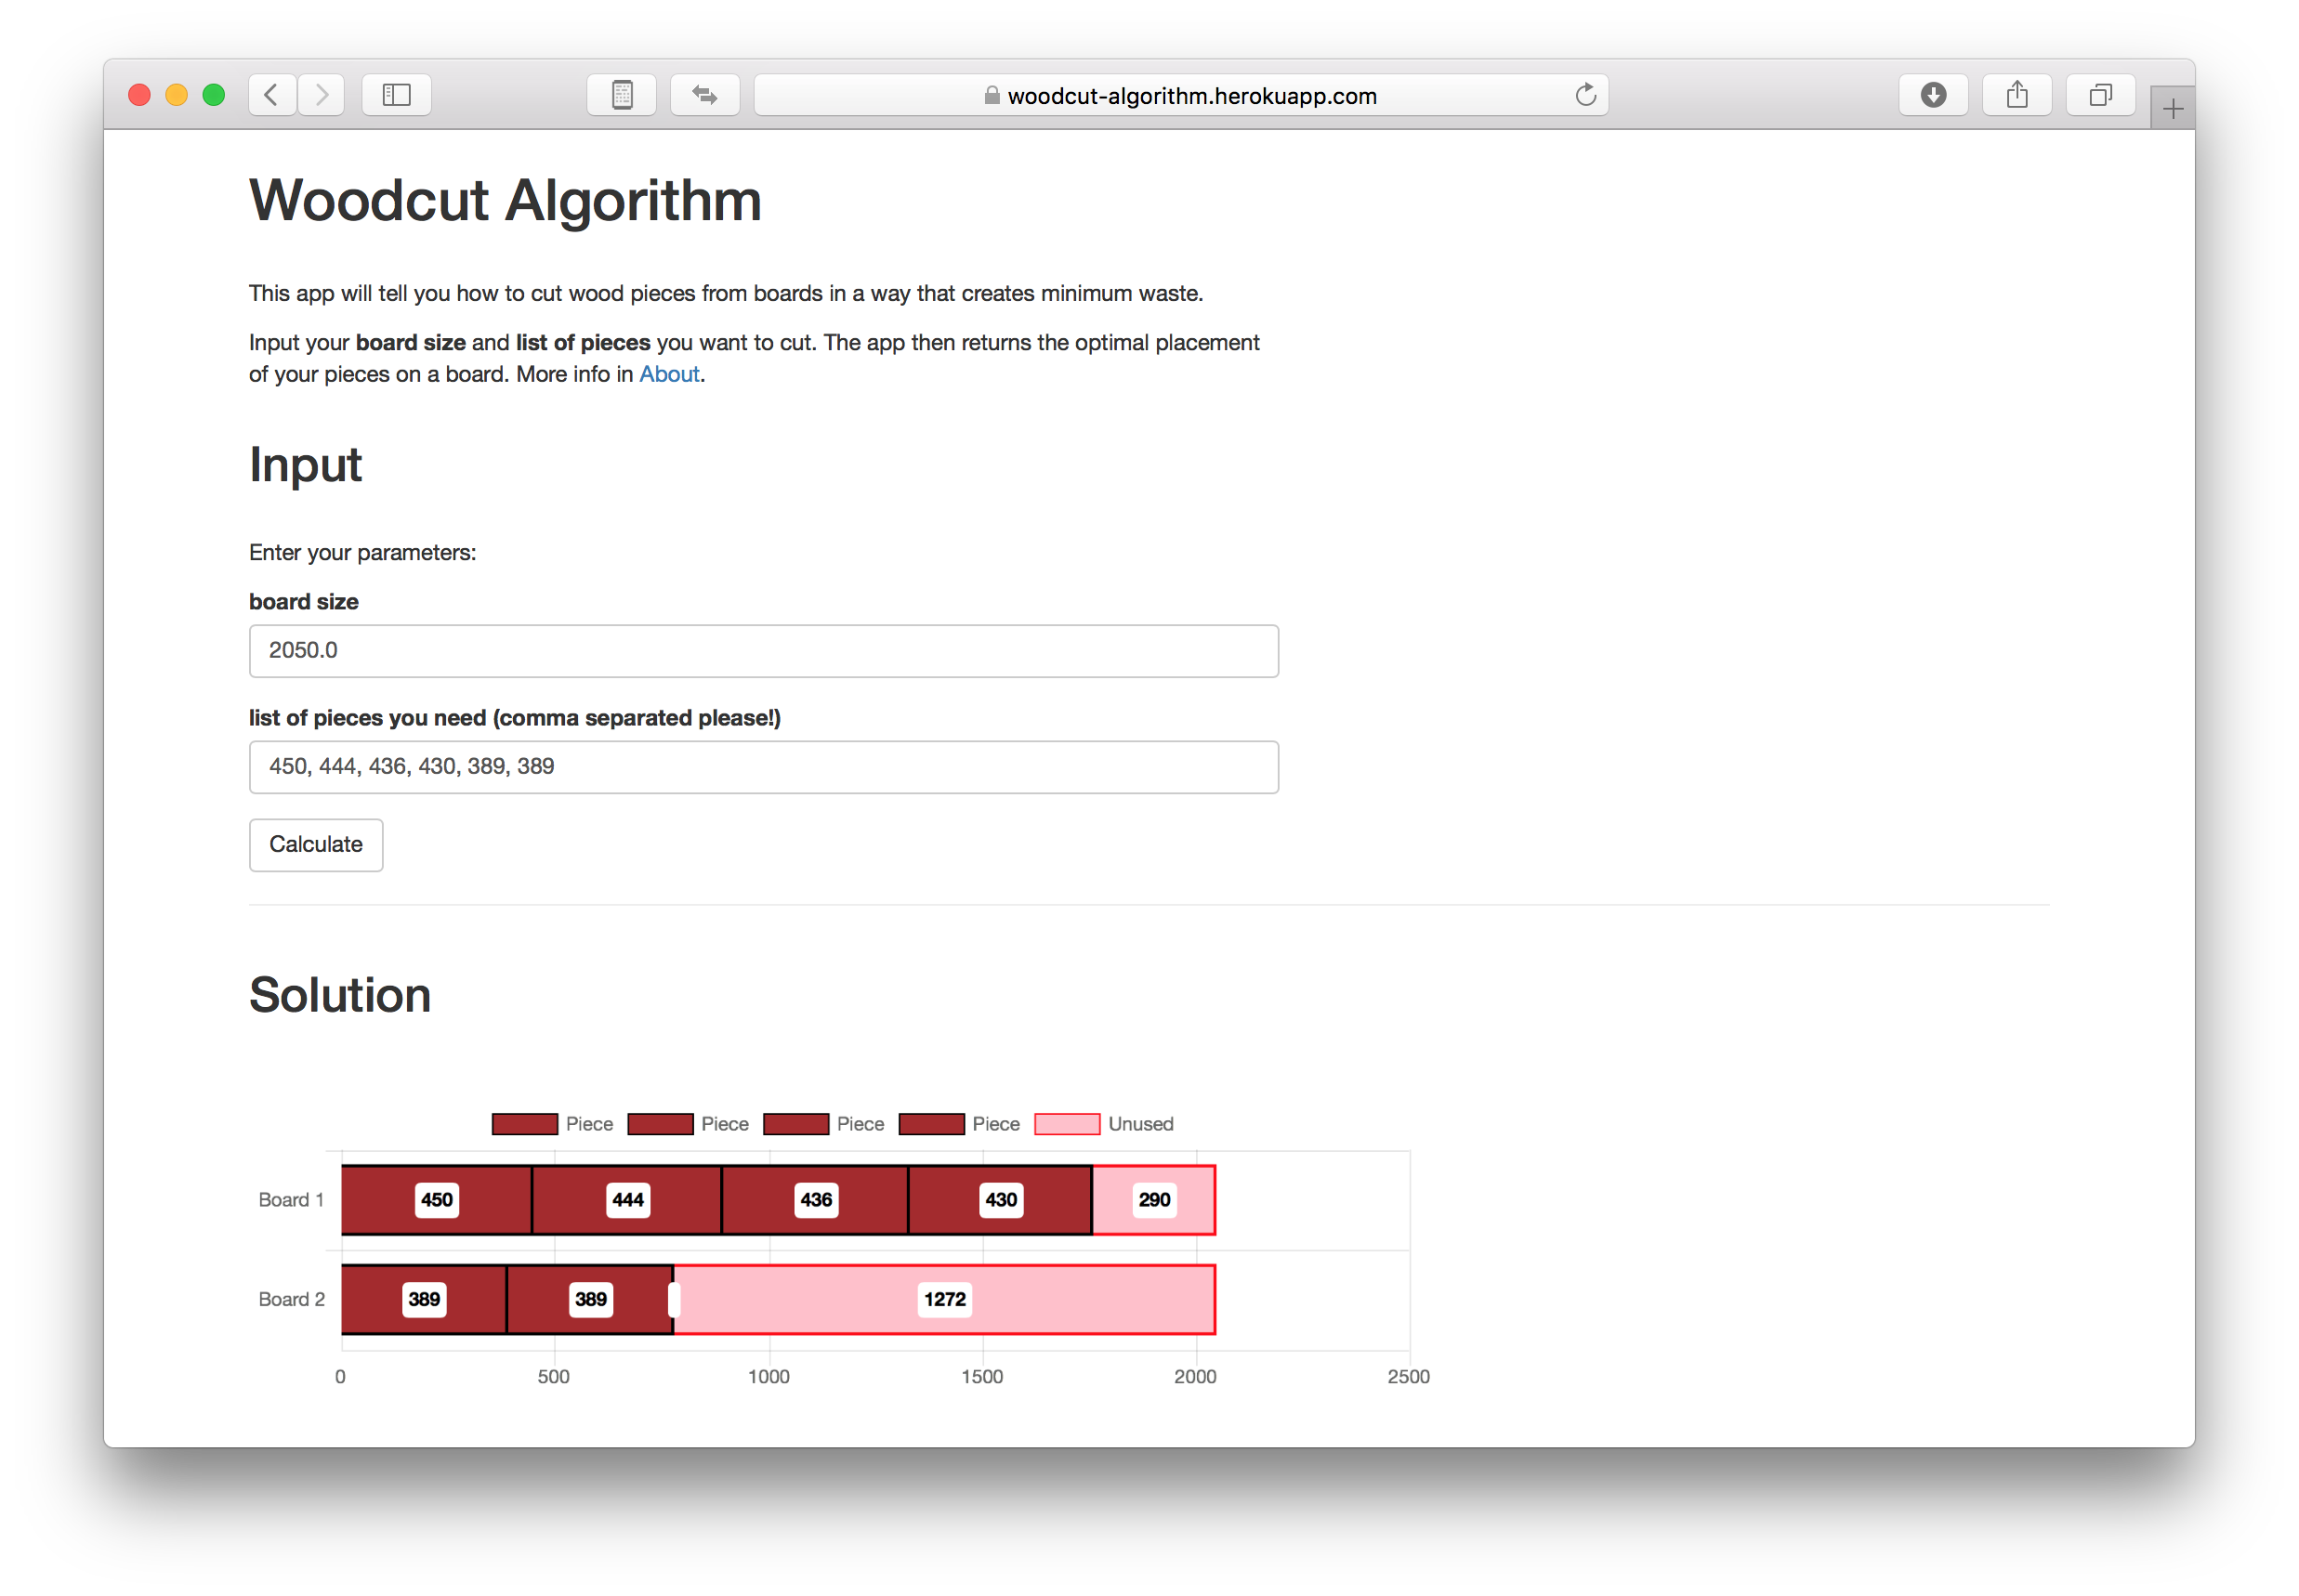 woodcut-algorithm.herokuapp.com
Woodcut Algorithm
This app will tell you how to cut wood pieces from boards in a way that creates minimum waste.
Input your board size and list of pieces you want to cut. The app then returns the optimal placement
of your pieces on a board. More info in About.
Input
Enter your parameters:
board size
2050.0
list of pieces you need (comma separated please!)
450, 444, 436, 430, 389, 389
Calculate
Solution
Piece Piece Piece Piece Unused
Board 1 450 444 436 430 290
Board 2 389 389 1272
0 500 1000 1500 2000 2500